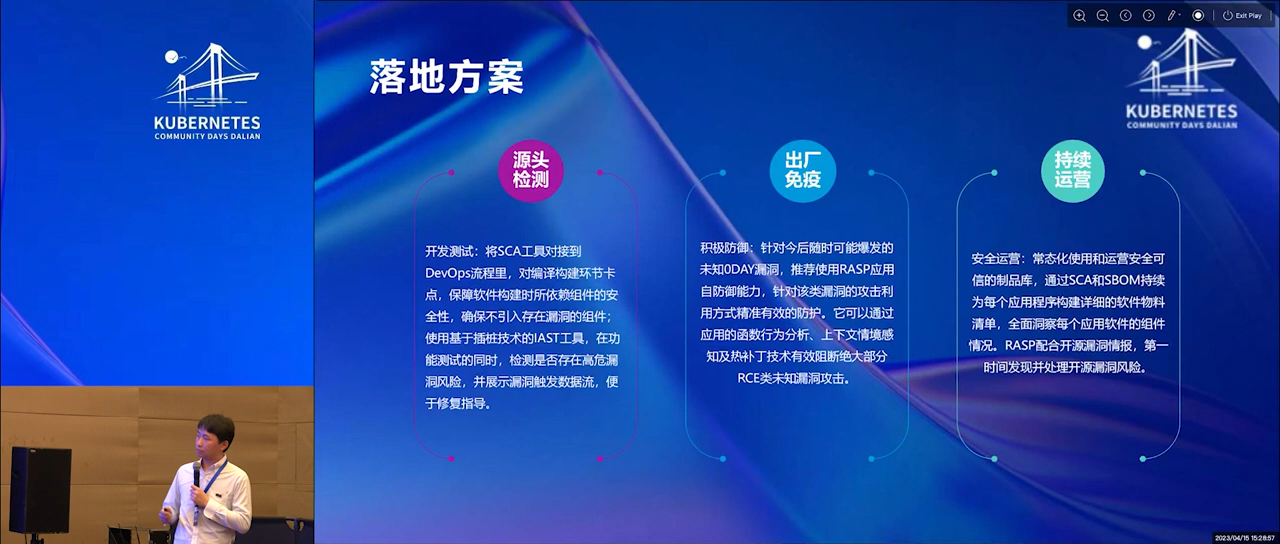 KUBERNETES
COMMUNITY DAYS DALIAN
Exit Play
KUBERNETES
COMMUNITY DAYS DALIAN
落地方案
源头
检测
开发测试：将SCA工具对接到
DevOps流程里，对编译构建环节卡
点，保障软件构建时所依赖组件的安
全性，确保不引入存在漏洞的组件；
使用基于插桩技术的IAST工具，在功
能测试的同时，检测是否存在高危漏
洞风险，并展示漏洞触发数据流，便
于修复指导。
出厂
免疫
积极防御：针对今后随时可能爆发的
未知0DAY漏洞，推荐使用RASP应用
自防御能力，针对该类漏洞的攻击利
用方式精准有效的防护。它可以通过
应用的函数行为分析、上下文情境感
知及热补丁技术有效阻断绝大部分
RCE类未知漏洞攻击。
持续
运营
安全运营：常态化使用和运营安全可
信的制品库，通过SCA和SBOM持续
为每个应用程序构建详细的软件物料
清单，全面洞察每个应用软件的组件
情况。RASP配合开源漏洞情报，第一
时间发现并处理开源漏洞风险。
2023/04/15 15:28:57